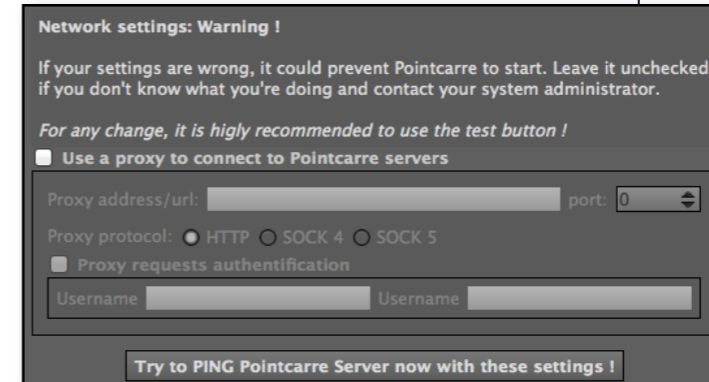 Network settings: Warning !
If your settings are wrong, it could prevent Pointcarre to start. Leave it unchecked
if you don't know what you're doing and contact your system administrator.
For any change, it is higly recommended to use the test button !
Use a proxy to connect to Pointcarre servers
Proxy address/url: port: 0
Proxy protocol: HTTP SOCK 4 SOCK 5
Proxy requests authentification
Username Username
Try to PING Pointcarre Server now with these settings !